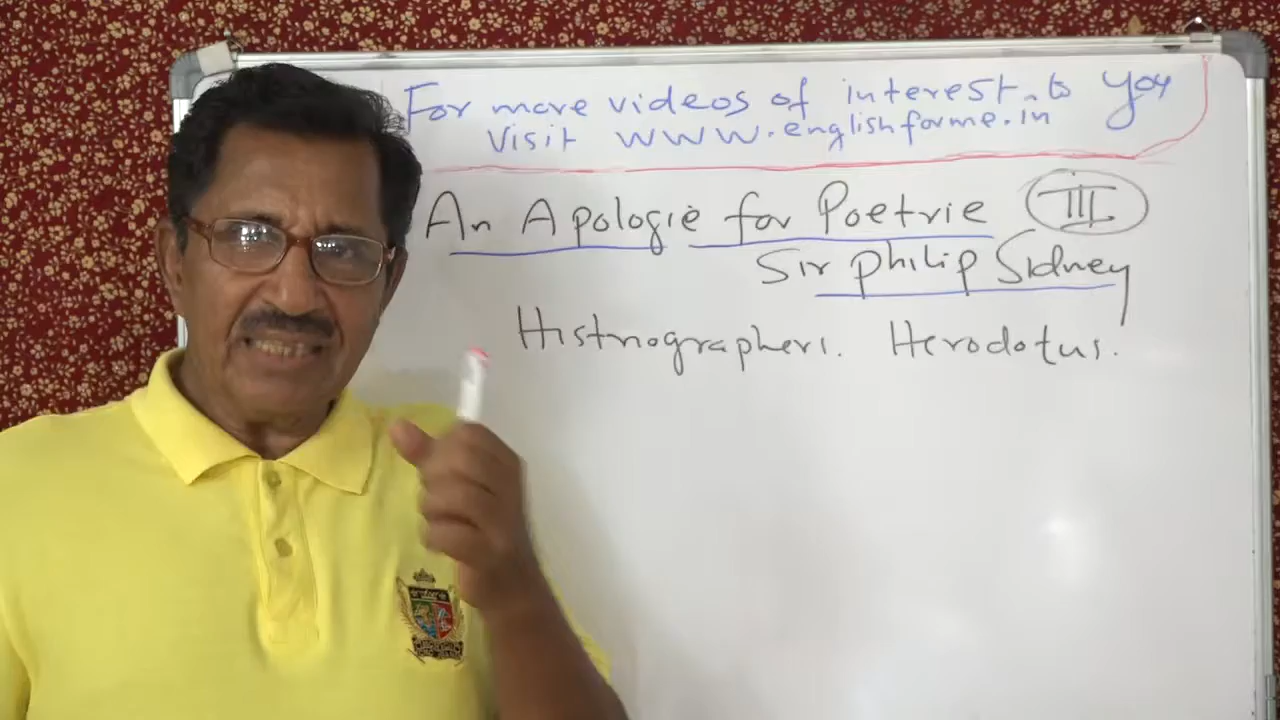 For more videos of interest to you
Visit www.englishforme.in
An Apologie for Poetrie III
Sir Philip Sidney
Histriographers. Herodotus.